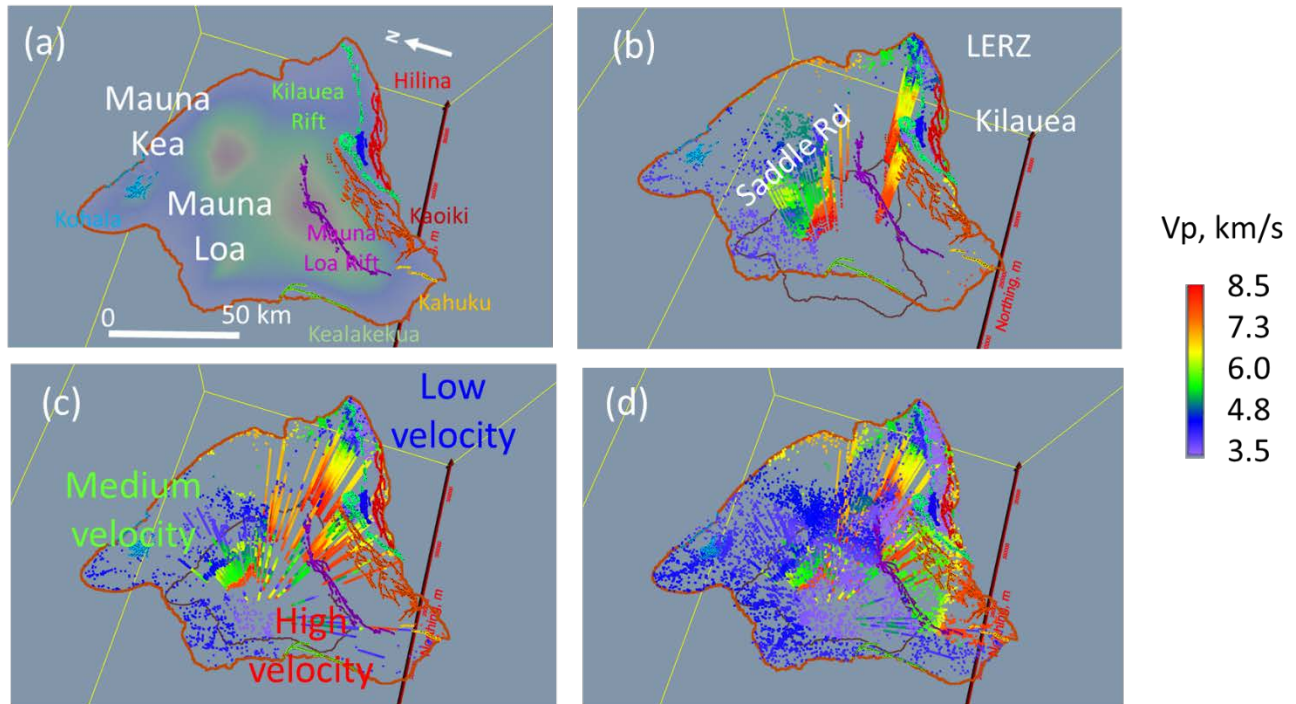 (a)
N
Mauna
Kea
Kilauea
Rift
Hilina
Kohala
Mauna
Loa
Kaoiki
Mauna
Loa Rift
m
Kahuku
0
50 km
Kealakekua
(b)
LERZ
Kilauea
Saddle Rd
Northing, m
Vp, km/s
8.5
7.3
6.0
4.8
3.5
(c)
Low
velocity
Medium
velocity
High
velocity
(d)
Northing, m